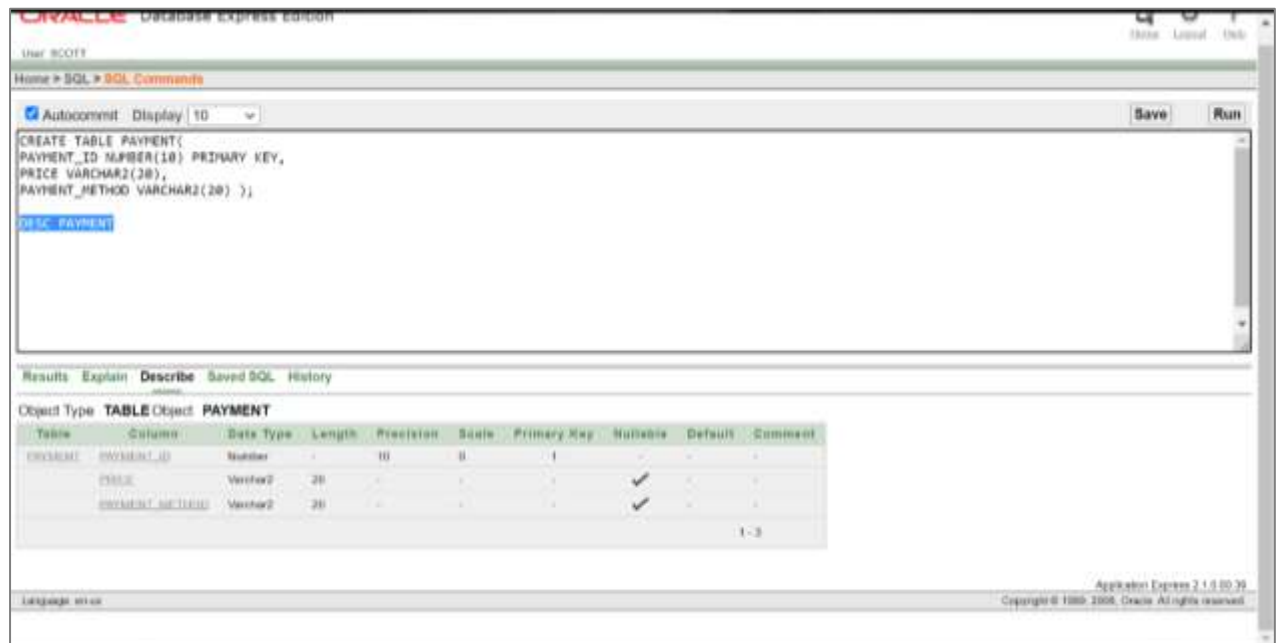 ORACLE Database Express Edition
Home Logout Help
User: SCOTT
Home > SQL > SQL Commands
Autocommit Display 10
Save Run
CREATE TABLE PAYMENT(
PAYMENT_ID NUMBER(10) PRIMARY KEY,
PRICE VARCHAR2(20),
PAYMENT_METHOD VARCHAR2(20) );
DESC PAYMENT
Results Explain Describe Saved SQL History
Object Type TABLE Object PAYMENT
Table Column Data Type Length Precision Scale Primary Key Nullable Default Comment
PAYMENT PAYMENT_ID Number - 10 0 1 - - -
PRICE Varchar2 20 - - - ✓ - -
PAYMENT_METHOD Varchar2 20 - - - ✓ - -
1 - 3
Application Express 2.1.0.00.39
Language: en-us
Copyright © 1999, 2006, Oracle. All rights reserved.